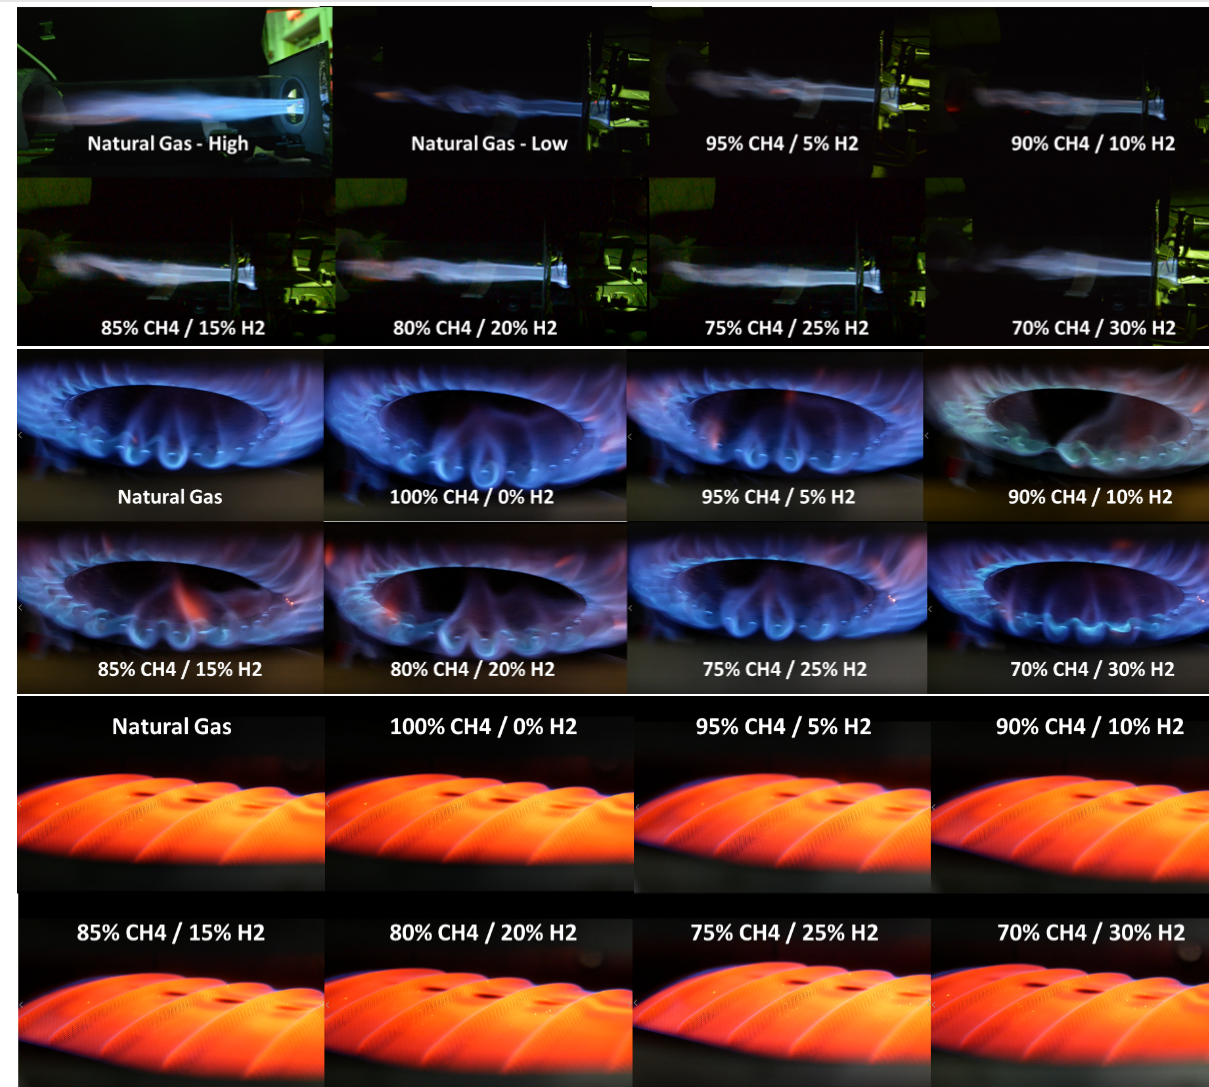 Natural Gas - High
Natural Gas - Low
95% CH4 / 5% H2
90% CH4 / 10% H2
85% CH4 / 15% H2
80% CH4 / 20% H2
75% CH4 / 25% H2
70% CH4 / 30% H2
Natural Gas
100% CH4 / 0% H2
95% CH4 / 5% H2
90% CH4 / 10% H2
85% CH4 / 15% H2
80% CH4 / 20% H2
75% CH4 / 25% H2
70% CH4 / 30% H2
Natural Gas
100% CH4 / 0% H2
95% CH4 / 5% H2
90% CH4 / 10% H2
85% CH4 / 15% H2
80% CH4 / 20% H2
75% CH4 / 25% H2
70% CH4 / 30% H2